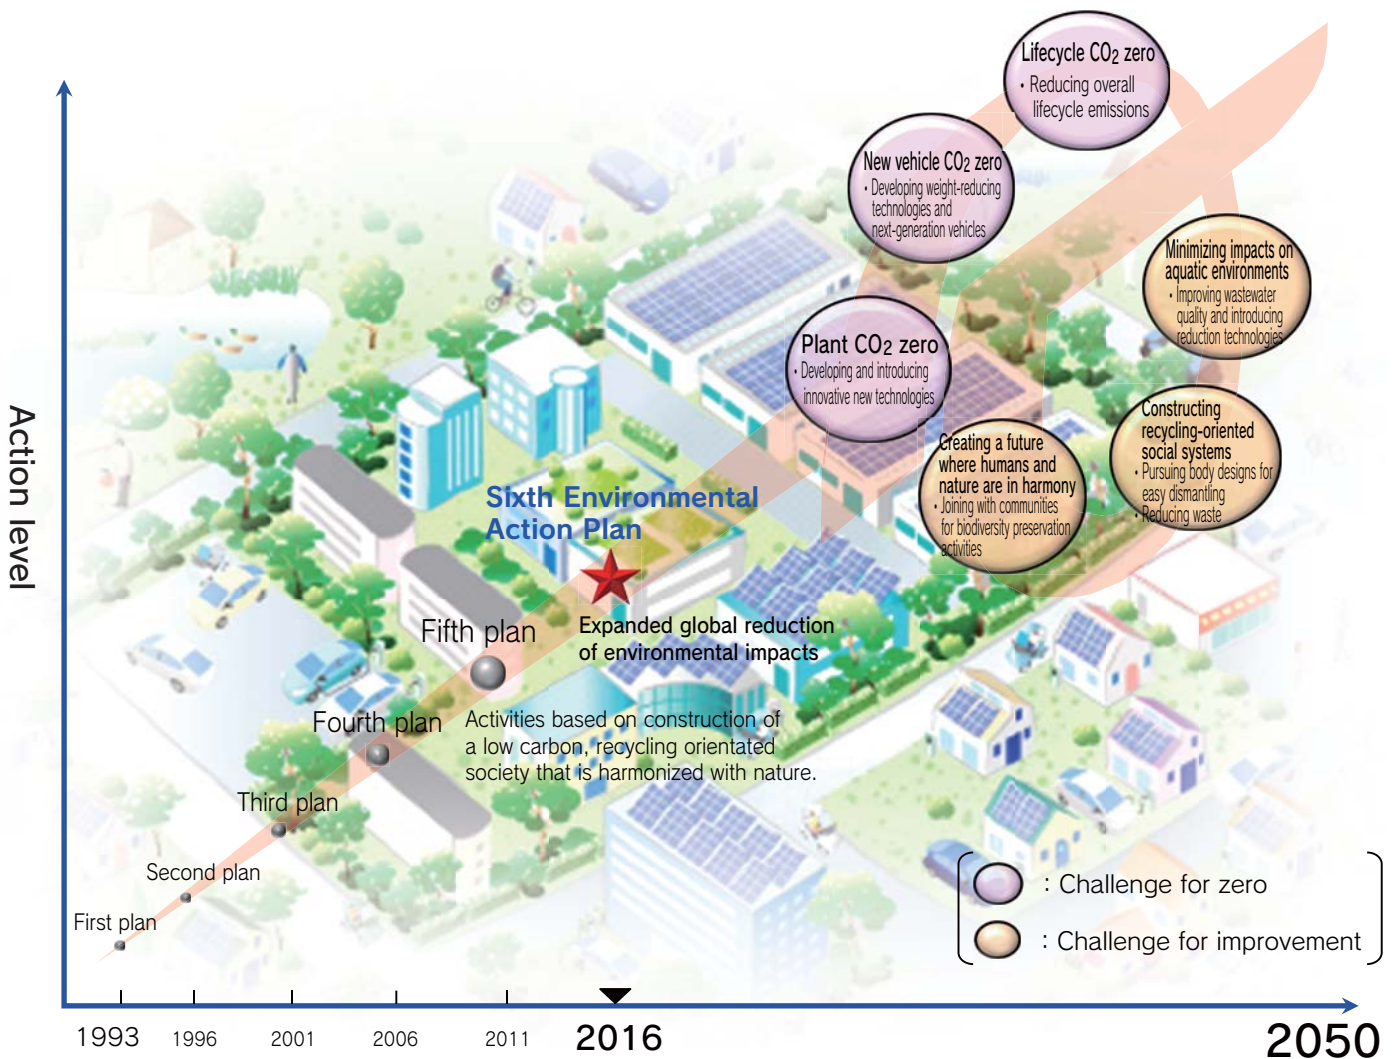 Lifecycle CO2 zero
・Reducing overall
lifecycle emissions
New vehicle CO2 zero
・Developing weight-reducing
technologies and
next-generation vehicles
Minimizing impacts on
aquatic environments
・Improving wastewater
quality and introducing
reduction technologies
Plant CO2 zero
・Developing and introducing
innovative new technologies
Constructing
recycling-oriented
social systems
・Pursuing body designs for
easy dismantling
・Reducing waste
Creating a future
where humans and
nature are in harmony
・Joining with communities
for biodiversity preservation
activities
Action level
Sixth Environmental
Action Plan
Expanded global reduction
of environmental impacts
Fifth plan
Fourth plan
Activities based on construction of
a low carbon, recycling orientated
society that is harmonized with nature.
Third plan
Second plan
First plan
: Challenge for zero
: Challenge for improvement
1993 1996 2001 2006 2011 2016 2050